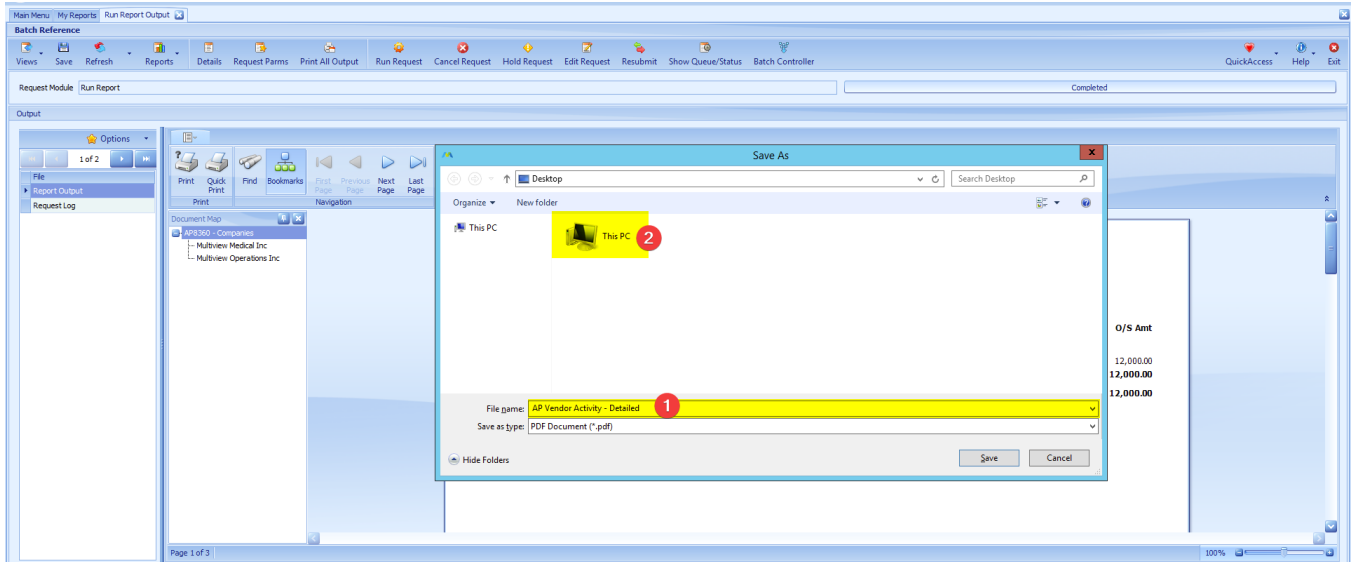 Main Menu My Reports Run Report Output
Batch Reference
Views Save Refresh Reports Details Request Parms Print All Output Run Request Cancel Request Hold Request Edit Request Resubmit Show Queue/Status Batch Controller QuickAccess Help Exit
Request Module Run Report Completed
Output
Options
1 of 2
File
Report Output
Request Log
Print Quick Print Find Bookmarks First Page Previous Page Next Page Last Page
Print Navigation
Document Map
AP8360 - Companies
Multiview Medical Inc
Multiview Operations Inc
Save As
Desktop Search Desktop
Organize New folder
This PC
This PC 2
File name: AP Vendor Activity - Detailed 1
Save as type: PDF Document (*.pdf)
Hide Folders Save Cancel
O/S Amt
12,000.00
12,000.00
12,000.00
Page 1 of 3 100%